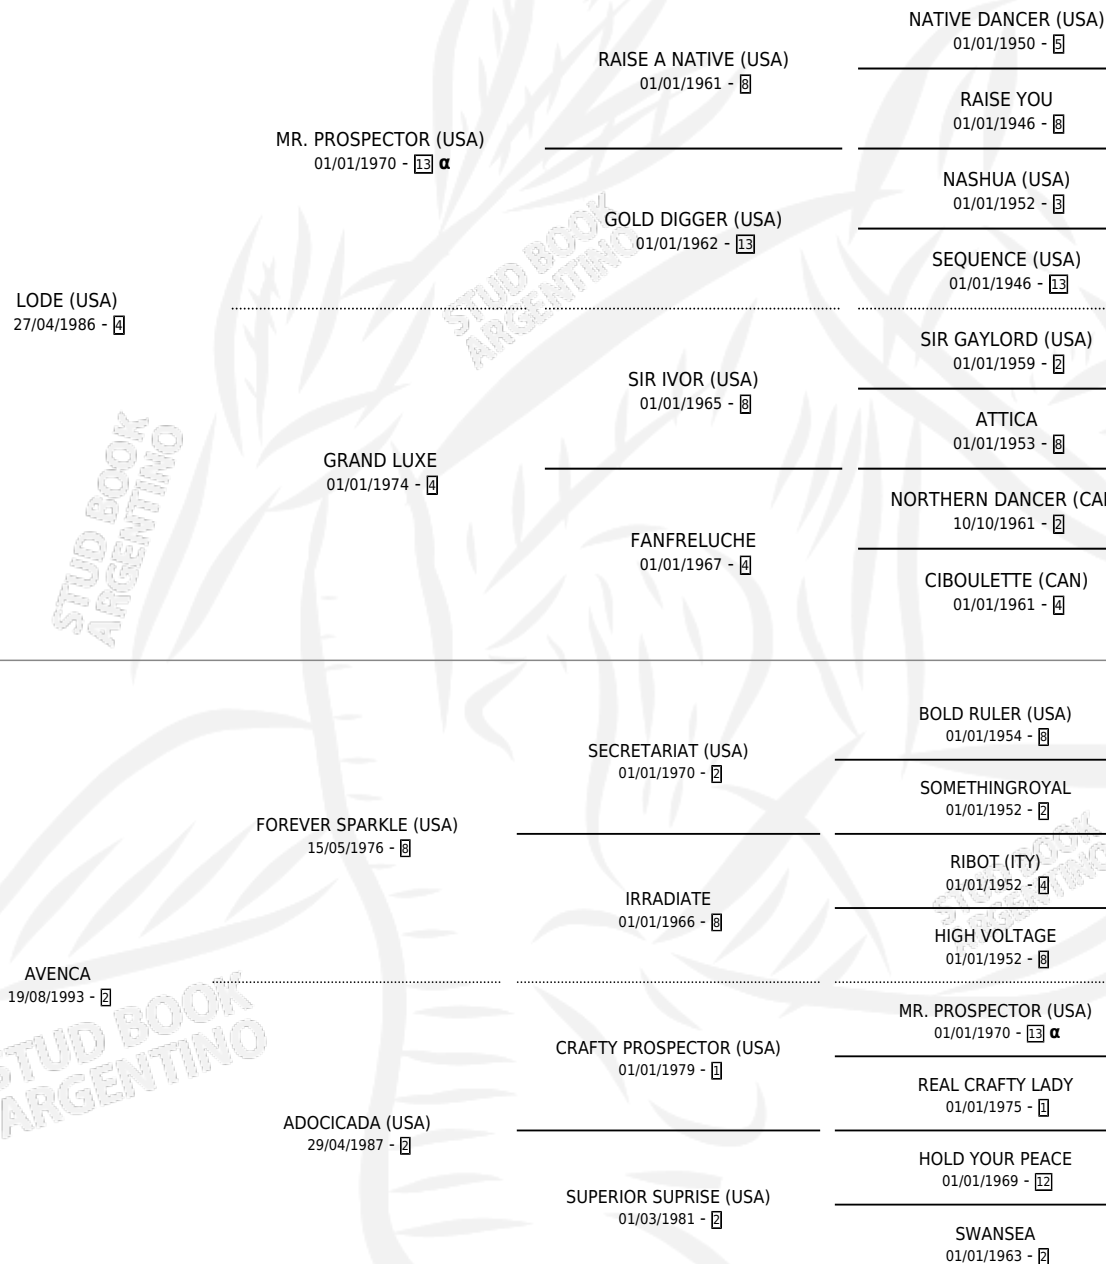 NATIVE DANCER (USA)
01/01/1950 - 5
RAISE A NATIVE (USA)
01/01/1961 - 8
RAISE YOU
01/01/1946 - 8
MR. PROSPECTOR (USA)
01/01/1970 - 13 α
NASHUA (USA)
01/01/1952 - 3
GOLD DIGGER (USA)
01/01/1962 - 13
SEQUENCE (USA)
01/01/1946 - 13
LODE (USA)
27/04/1986 - 4
SIR GAYLORD (USA)
01/01/1959 - 2
SIR IVOR (USA)
01/01/1965 - 8
ATTICA
01/01/1953 - 8
GRAND LUXE
01/01/1974 - 4
NORTHERN DANCER (CAN
10/10/1961 - 2
FANFRELUCHE
01/01/1967 - 4
CIBOULETTE (CAN)
01/01/1961 - 4
BOLD RULER (USA)
01/01/1954 - 8
SECRETARIAT (USA)
01/01/1970 - 2
SOMETHINGROYAL
01/01/1952 - 2
FOREVER SPARKLE (USA)
15/05/1976 - 8
RIBOT (ITY)
01/01/1952 - 4
IRRADIATE
01/01/1966 - 8
HIGH VOLTAGE
01/01/1952 - 8
AVENCA
19/08/1993 - 2
MR. PROSPECTOR (USA)
01/01/1970 - 13 α
CRAFTY PROSPECTOR (USA)
01/01/1979 - 1
REAL CRAFTY LADY
01/01/1975 - 1
ADOCICADA (USA)
29/04/1987 - 2
HOLD YOUR PEACE
01/01/1969 - 12
SUPERIOR SUPRISE (USA)
01/03/1981 - 2
SWANSEA
01/01/1963 - 2
STUD BOOK
ARGENTINO
STUD BOOK
ARGENTINO
STUD BOOK
ARGENTINO
STUD BOOK
ARGENTINO